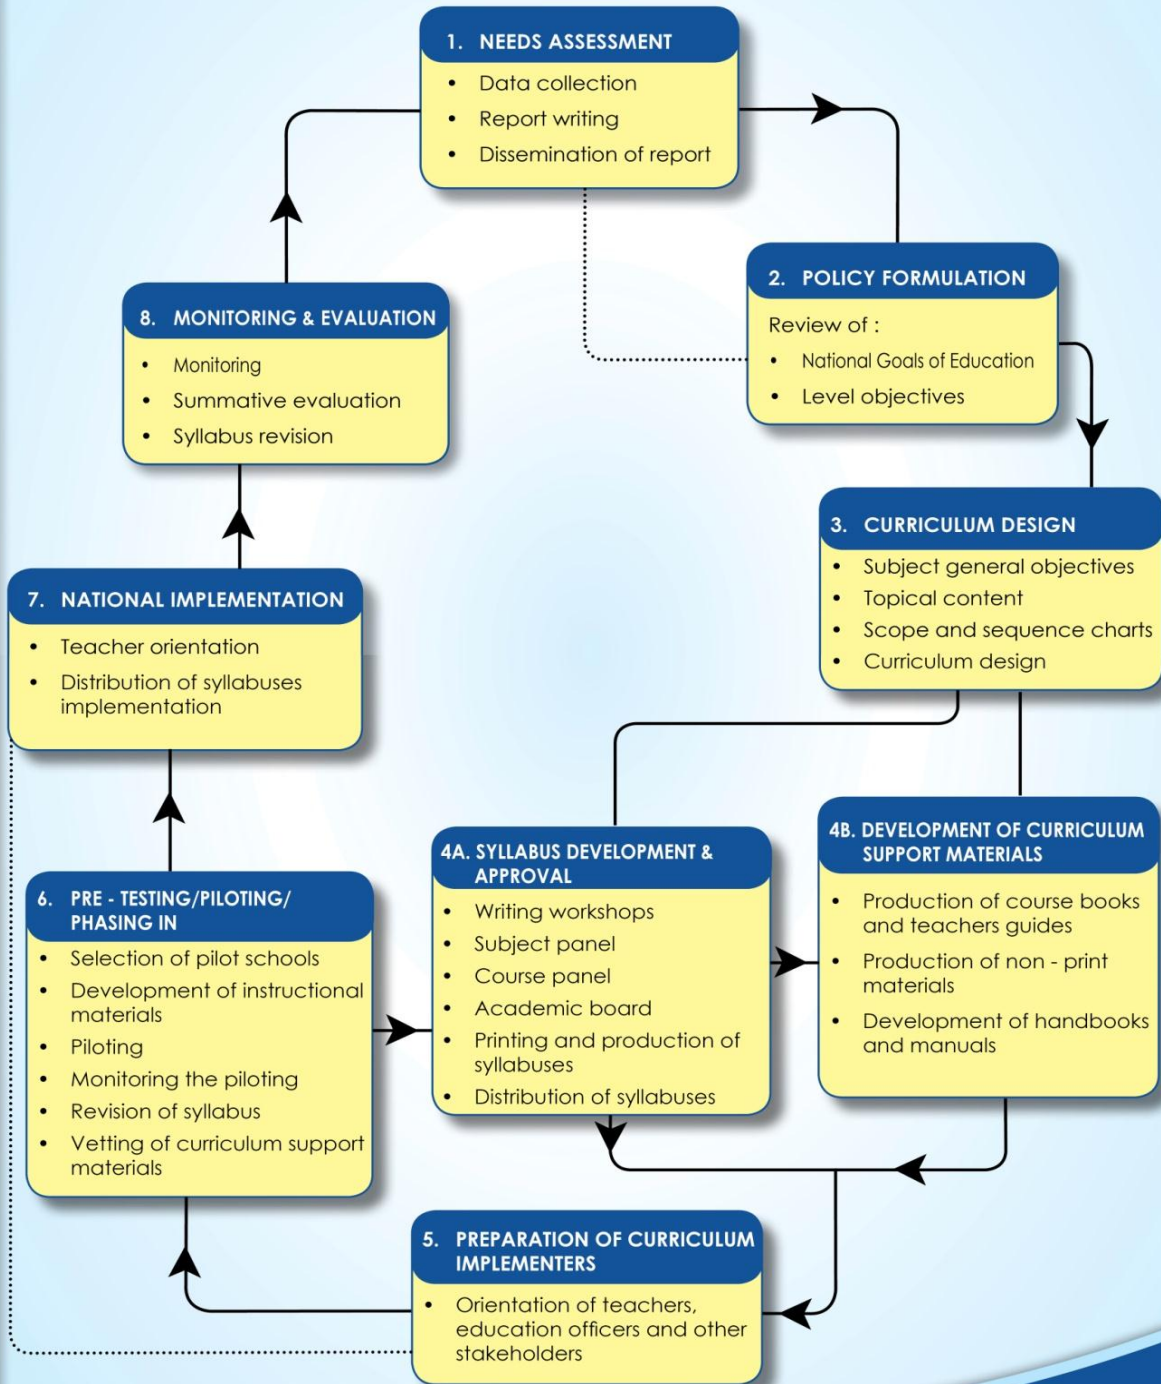 1. NEEDS ASSESSMENT
• Data collection
• Report writing
• Dissemination of report
2. POLICY FORMULATION
Review of :
• National Goals of Education
• Level objectives
3. CURRICULUM DESIGN
• Subject general objectives
• Topical content
• Scope and sequence charts
• Curriculum design
4A. SYLLABUS DEVELOPMENT &
APPROVAL
• Writing workshops
• Subject panel
• Course panel
• Academic board
• Printing and production of
syllabuses
• Distribution of syllabuses
4B. DEVELOPMENT OF CURRICULUM
SUPPORT MATERIALS
• Production of course books
and teachers guides
• Production of non - print
materials
• Development of handbooks
and manuals
5. PREPARATION OF CURRICULUM
IMPLEMENTERS
• Orientation of teachers,
education officers and other
stakeholders
6. PRE - TESTING/PILOTING/
PHASING IN
• Selection of pilot schools
• Development of instructional
materials
• Piloting
• Monitoring the piloting
• Revision of syllabus
• Vetting of curriculum support
materials
7. NATIONAL IMPLEMENTATION
• Teacher orientation
• Distribution of syllabuses
implementation
8. MONITORING & EVALUATION
• Monitoring
• Summative evaluation
• Syllabus revision